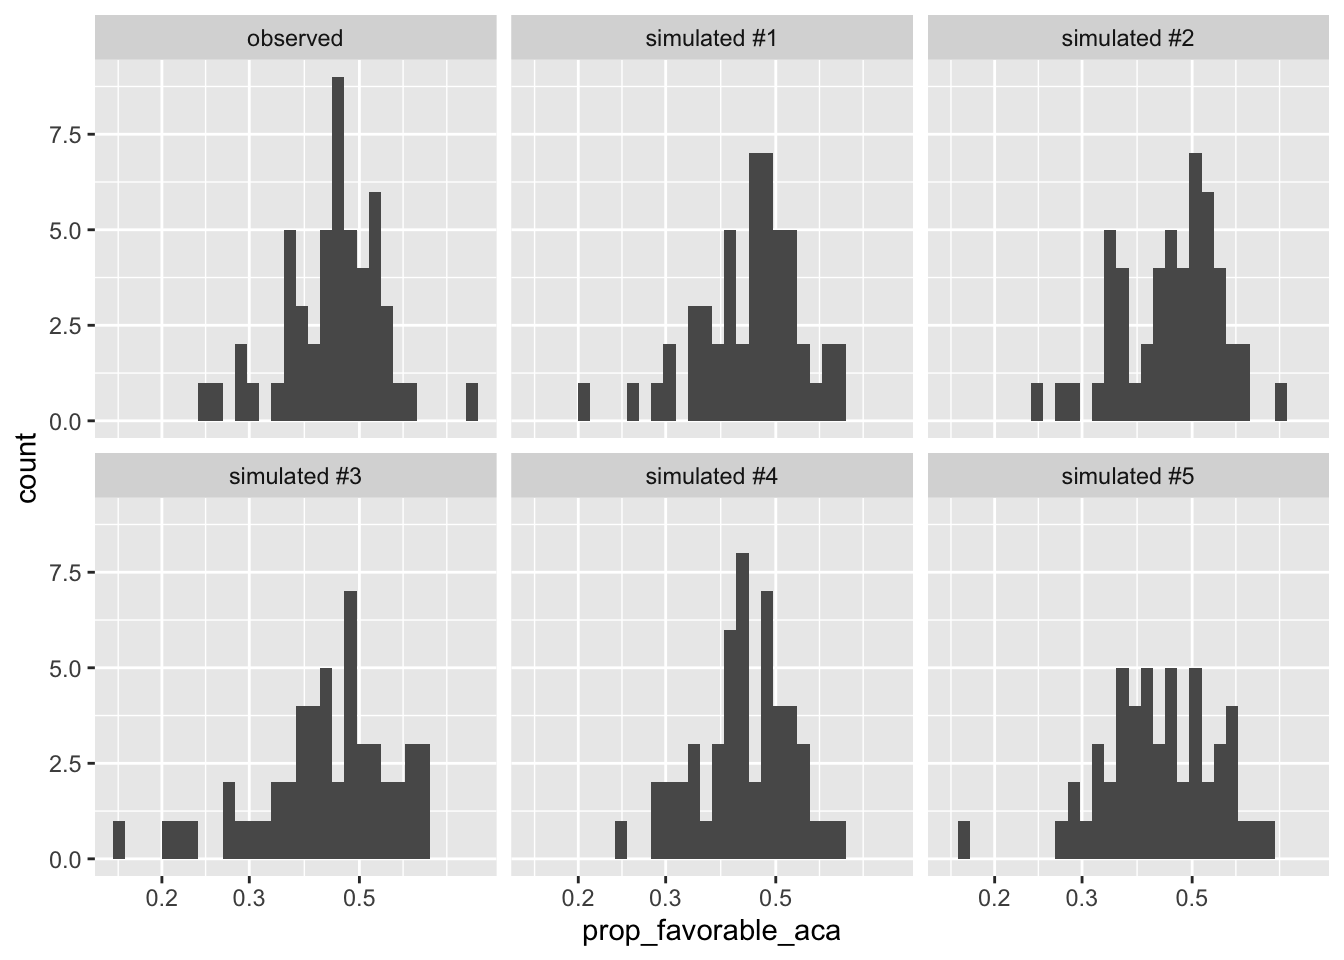 observed
simulated #1
simulated #2
7.5
5.0
2.5
0.0
count
simulated #3
simulated #4
simulated #5
7.5
5.0
2.5
0.0
0.2 0.3 0.5
0.2 0.3 0.5
0.2 0.3 0.5
prop_favorable_aca